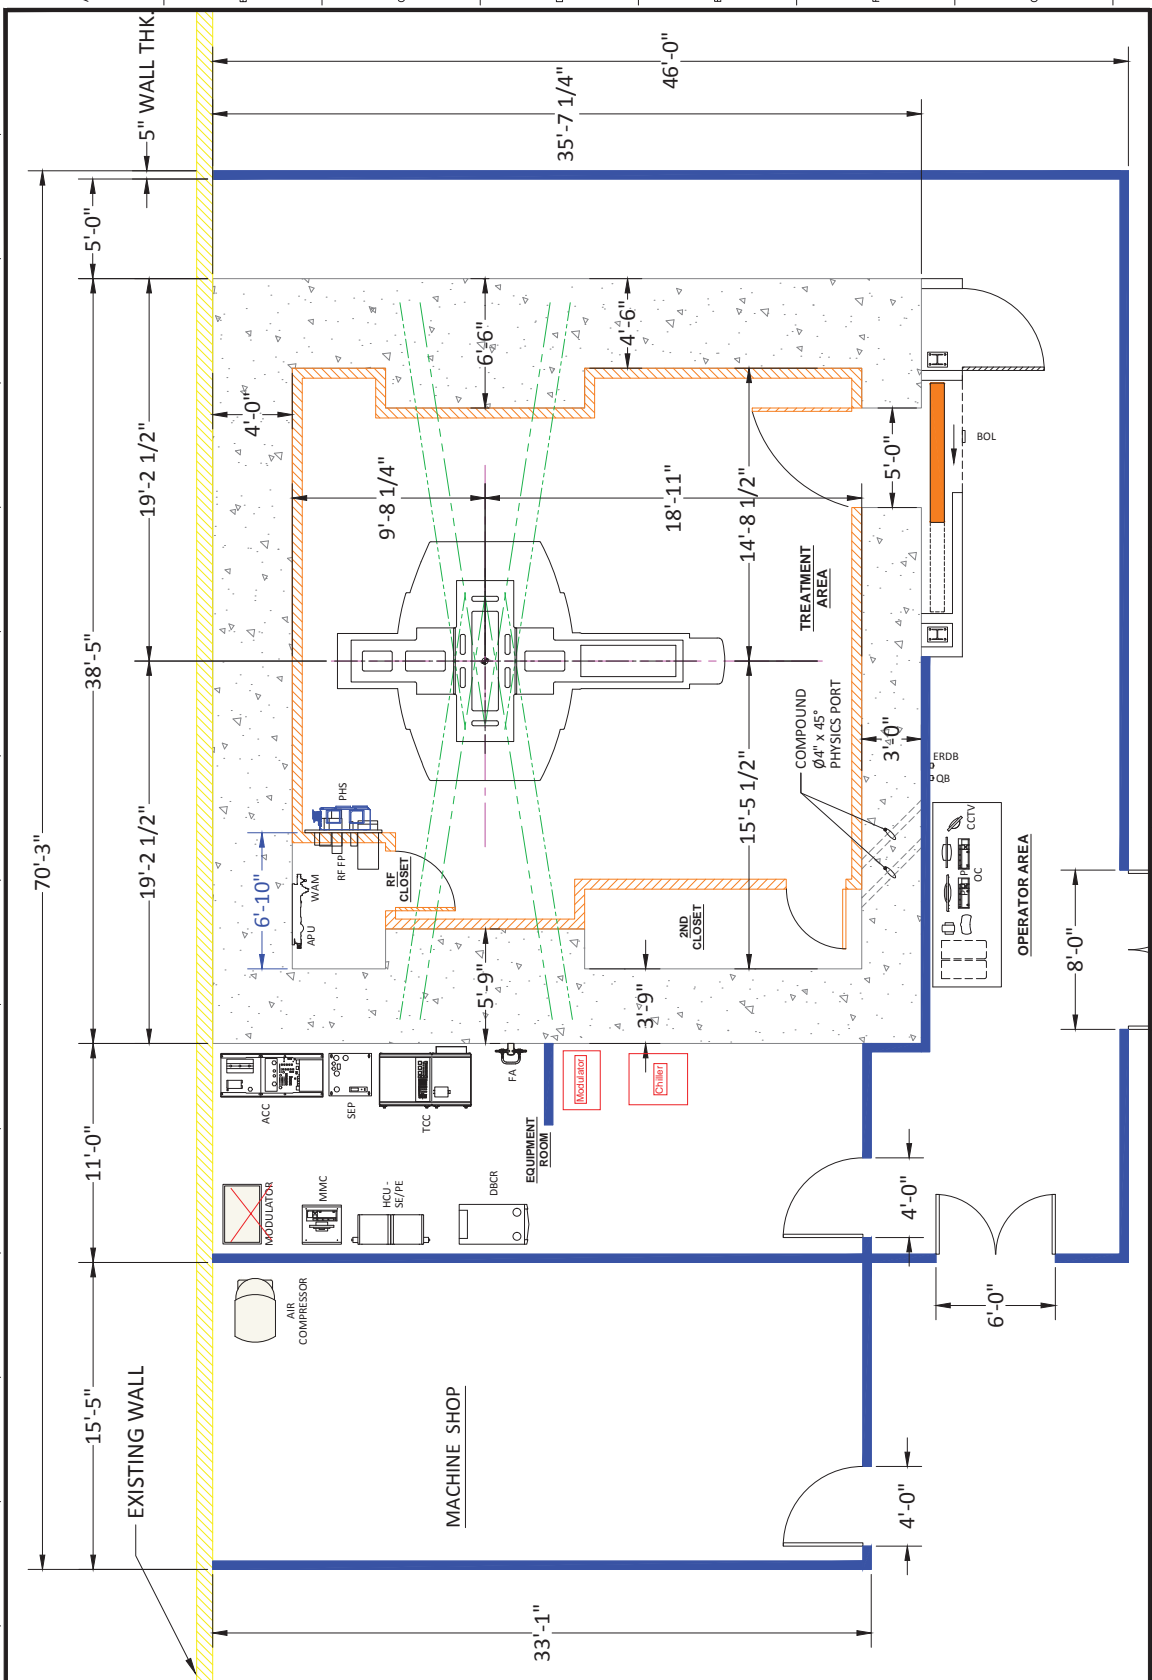 EXISTING WALL
70'-3"
15'-5"
11'-0"
38'-5"
5'-0"
5" WALL THK.
19'-2 1/2"
19'-2 1/2"
33'-1"
35'-7 1/4"
46'-0"
4'-0"
6'-10"
9'-8 1/4"
6'-6"
4'-6"
18'-11"
14'-8 1/2"
15'-5 1/2"
5'-9"
3'-9"
3'-0"
5'-0"
4'-0"
4'-0"
6'-0"
8'-0"
MACHINE SHOP
AIR
COMPRESSOR
MODULATOR
MMC
HCU -
SE/PE
DBCR
EQUIPMENT
ROOM
ACC
SEP
TCC
FA
Modulator
Chiller
APU
WAM
RF FP
PHS
RF
CLOSET
2ND
CLOSET
TREATMENT
AREA
COMPOUND
Ø4" x 45°
PHYSICS PORT
ERDB
QB
CCTV
OC
OPERATOR AREA
BOL